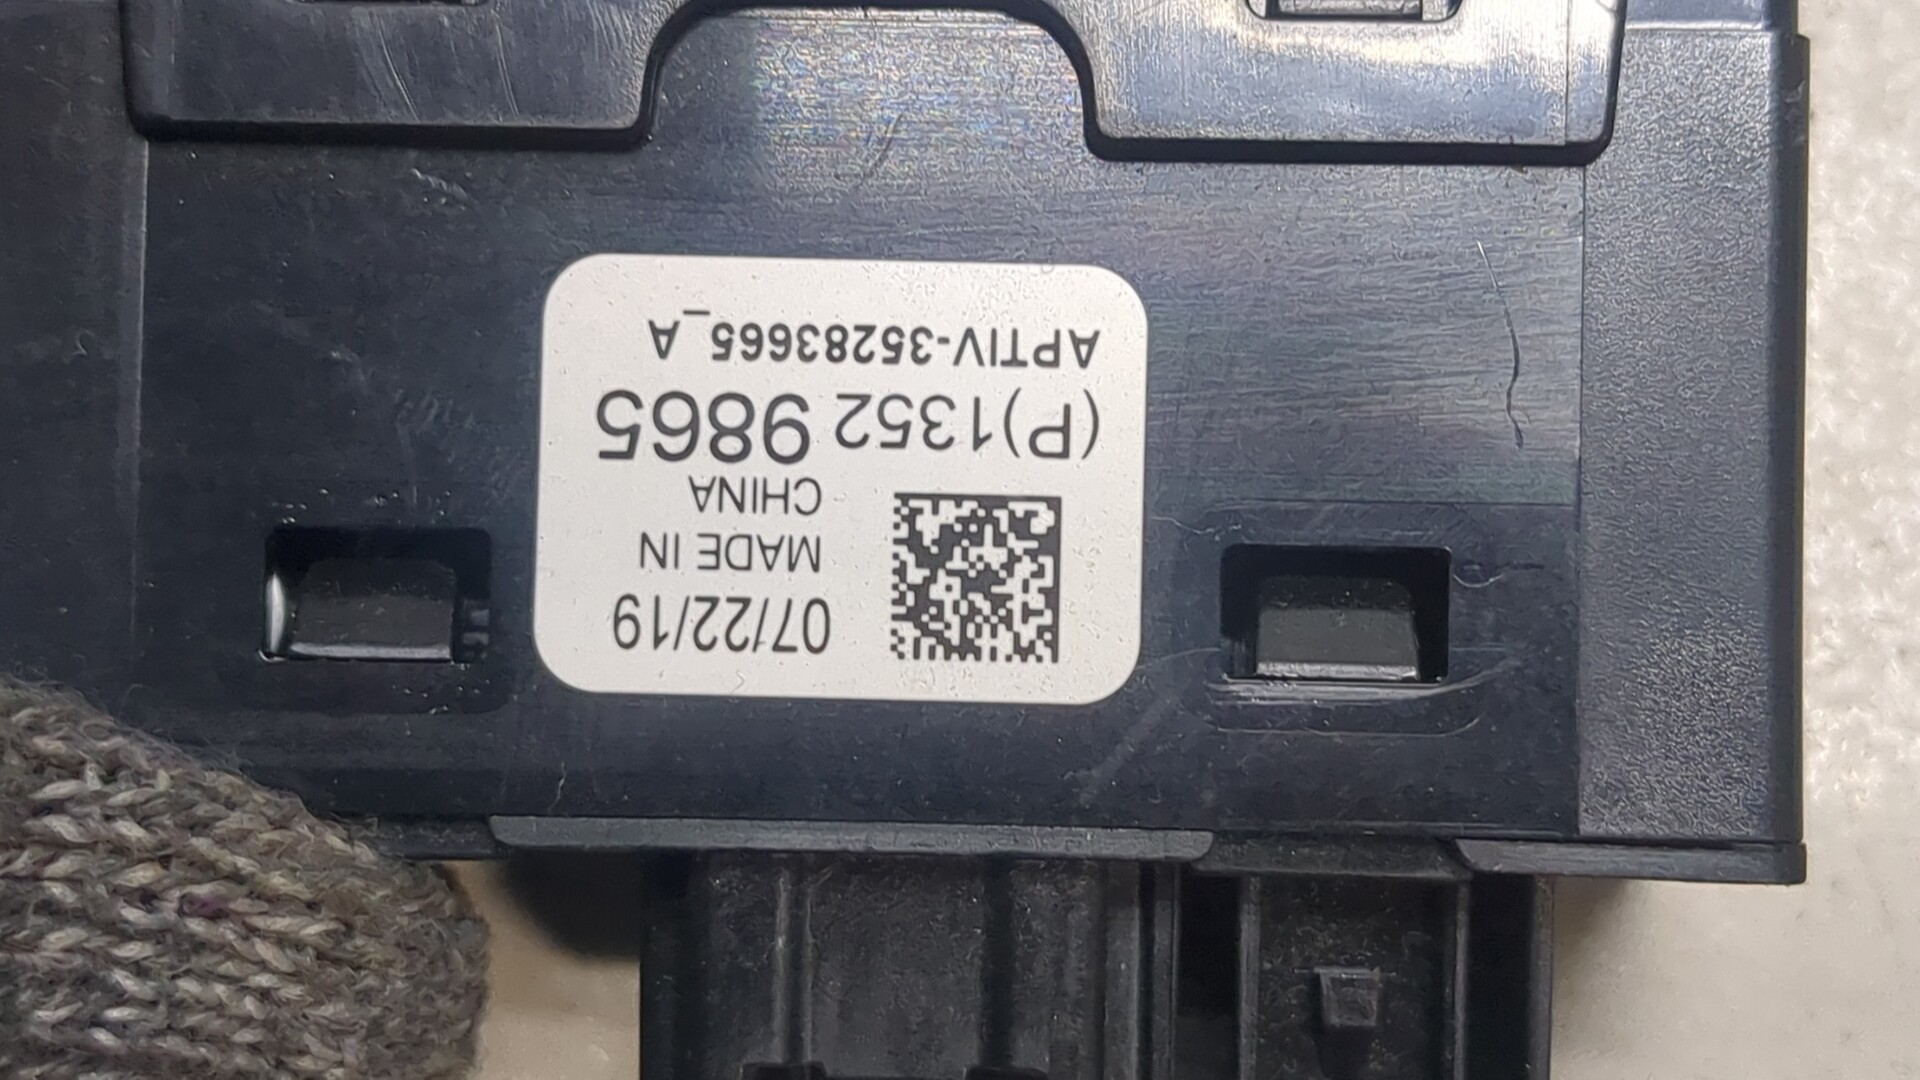 APTIV-35283665_A
(P)1352 9865
MADE IN
CHINA
07/22/19